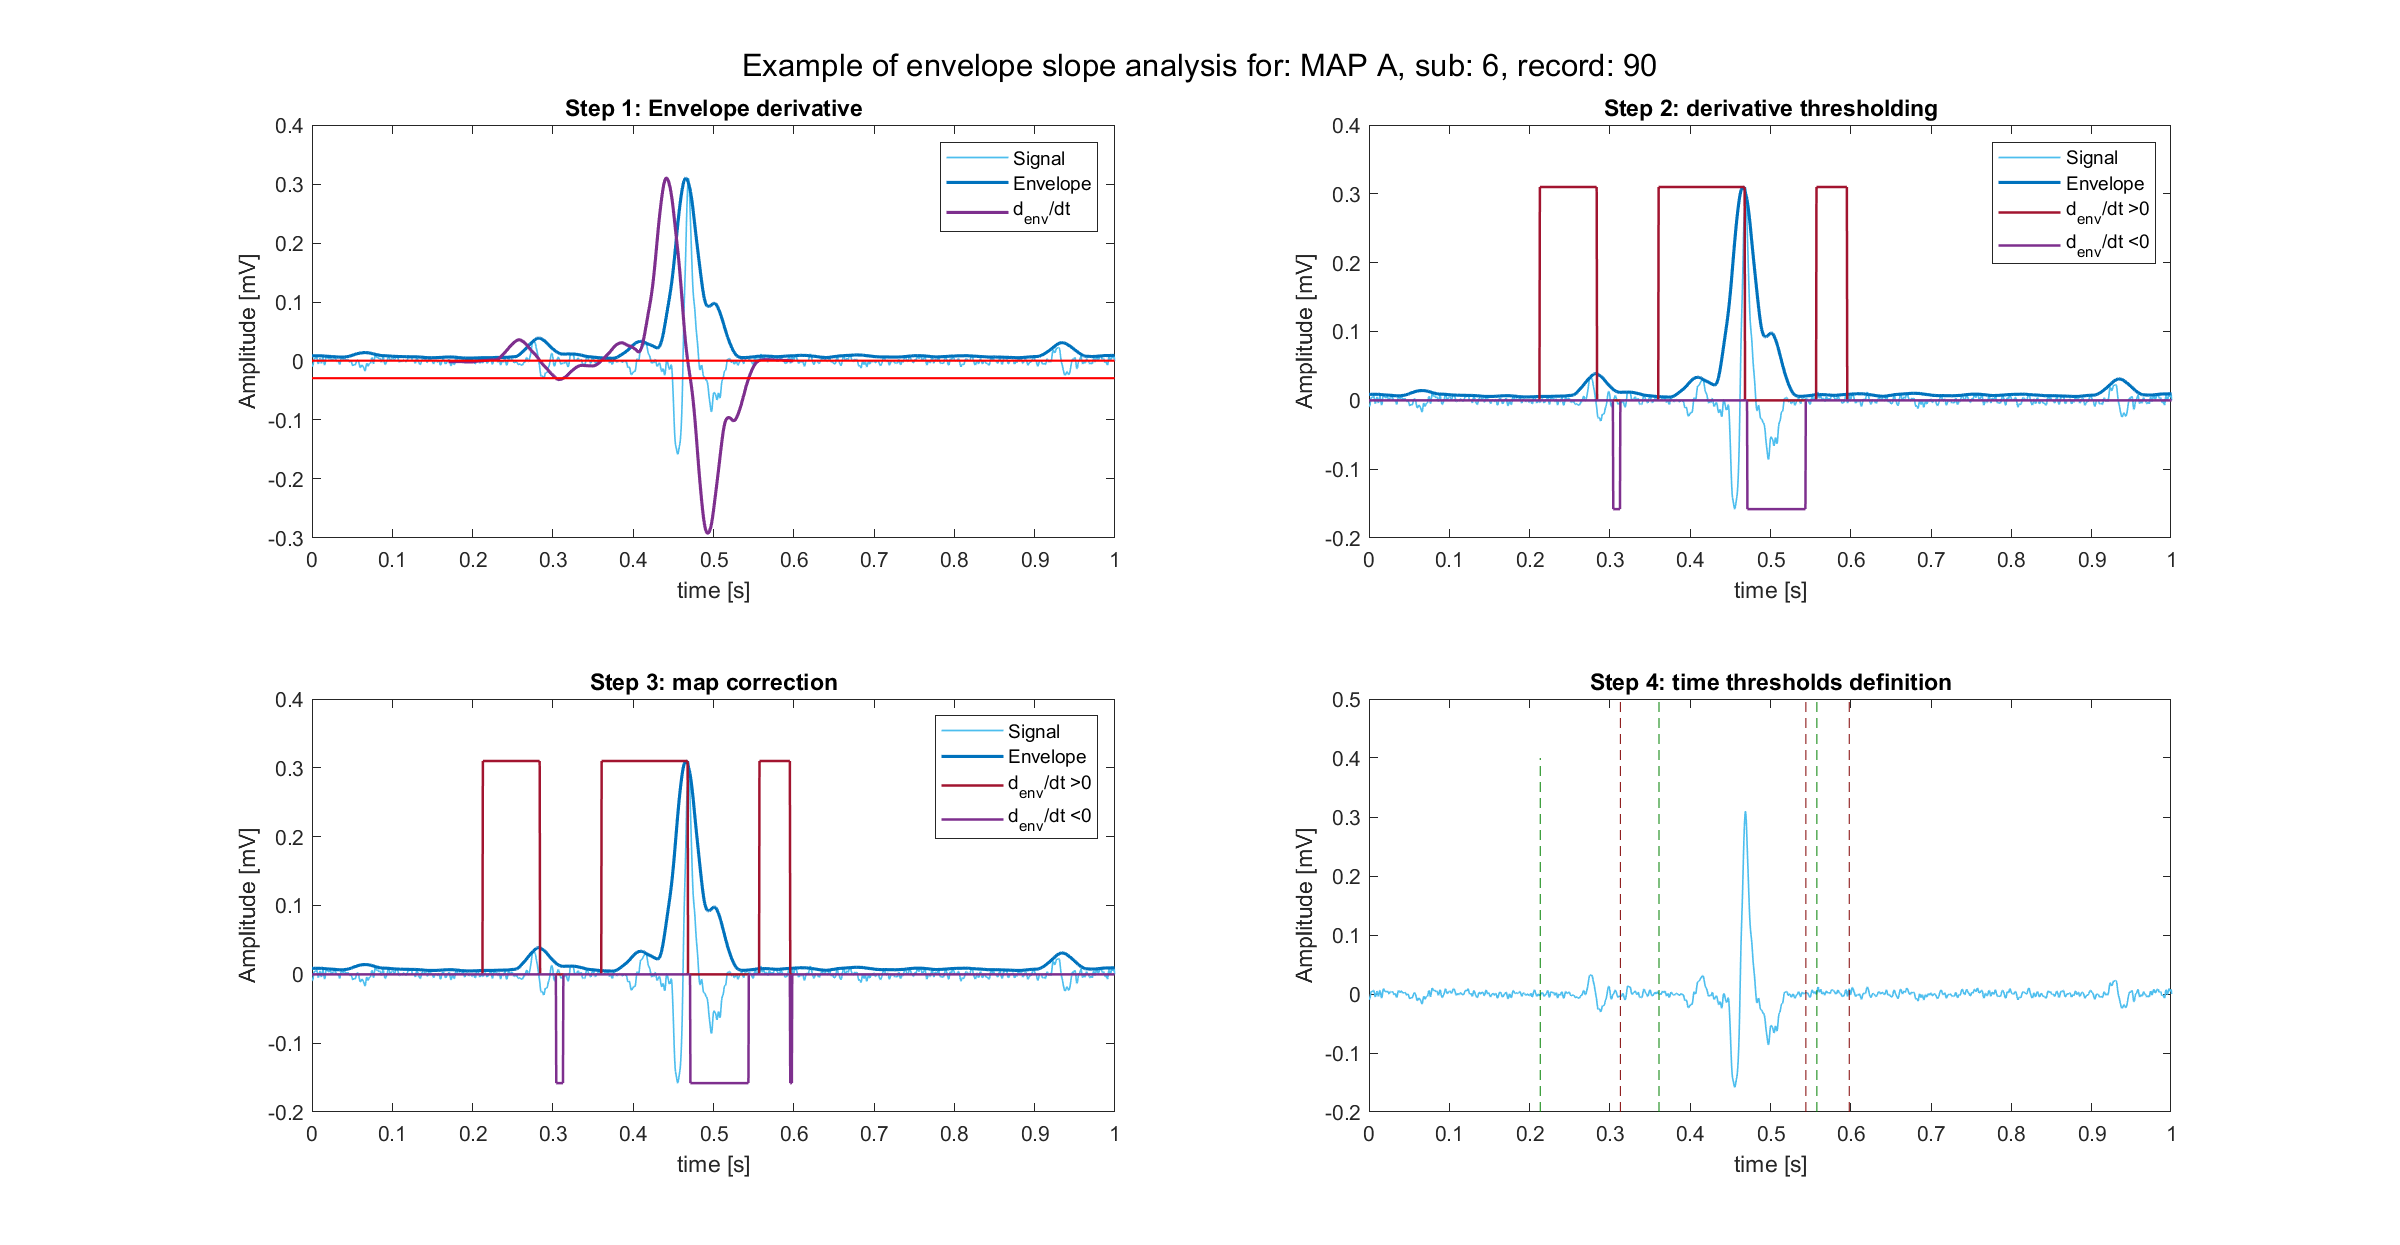 Example of envelope slope analysis for: MAP A, sub: 6, record: 90
Step 1: Envelope derivative
0.4
0.3
0.2
0.1
0
-0.1
-0.2
-0.3
Amplitude [mV]
0 0.1 0.2 0.3 0.4 0.5 0.6 0.7 0.8 0.9 1
time [s]
Signal
Envelope
d_env/dt
Step 2: derivative thresholding
0.4
0.3
0.2
0.1
0
-0.1
-0.2
Amplitude [mV]
0 0.1 0.2 0.3 0.4 0.5 0.6 0.7 0.8 0.9 1
time [s]
Signal
Envelope
d_env/dt >0
d_env/dt <0
Step 3: map correction
0.4
0.3
0.2
0.1
0
-0.1
-0.2
Amplitude [mV]
0 0.1 0.2 0.3 0.4 0.5 0.6 0.7 0.8 0.9 1
time [s]
Signal
Envelope
d_env/dt >0
d_env/dt <0
Step 4: time thresholds definition
0.5
0.4
0.3
0.2
0.1
0
-0.1
-0.2
Amplitude [mV]
0 0.1 0.2 0.3 0.4 0.5 0.6 0.7 0.8 0.9 1
time [s]